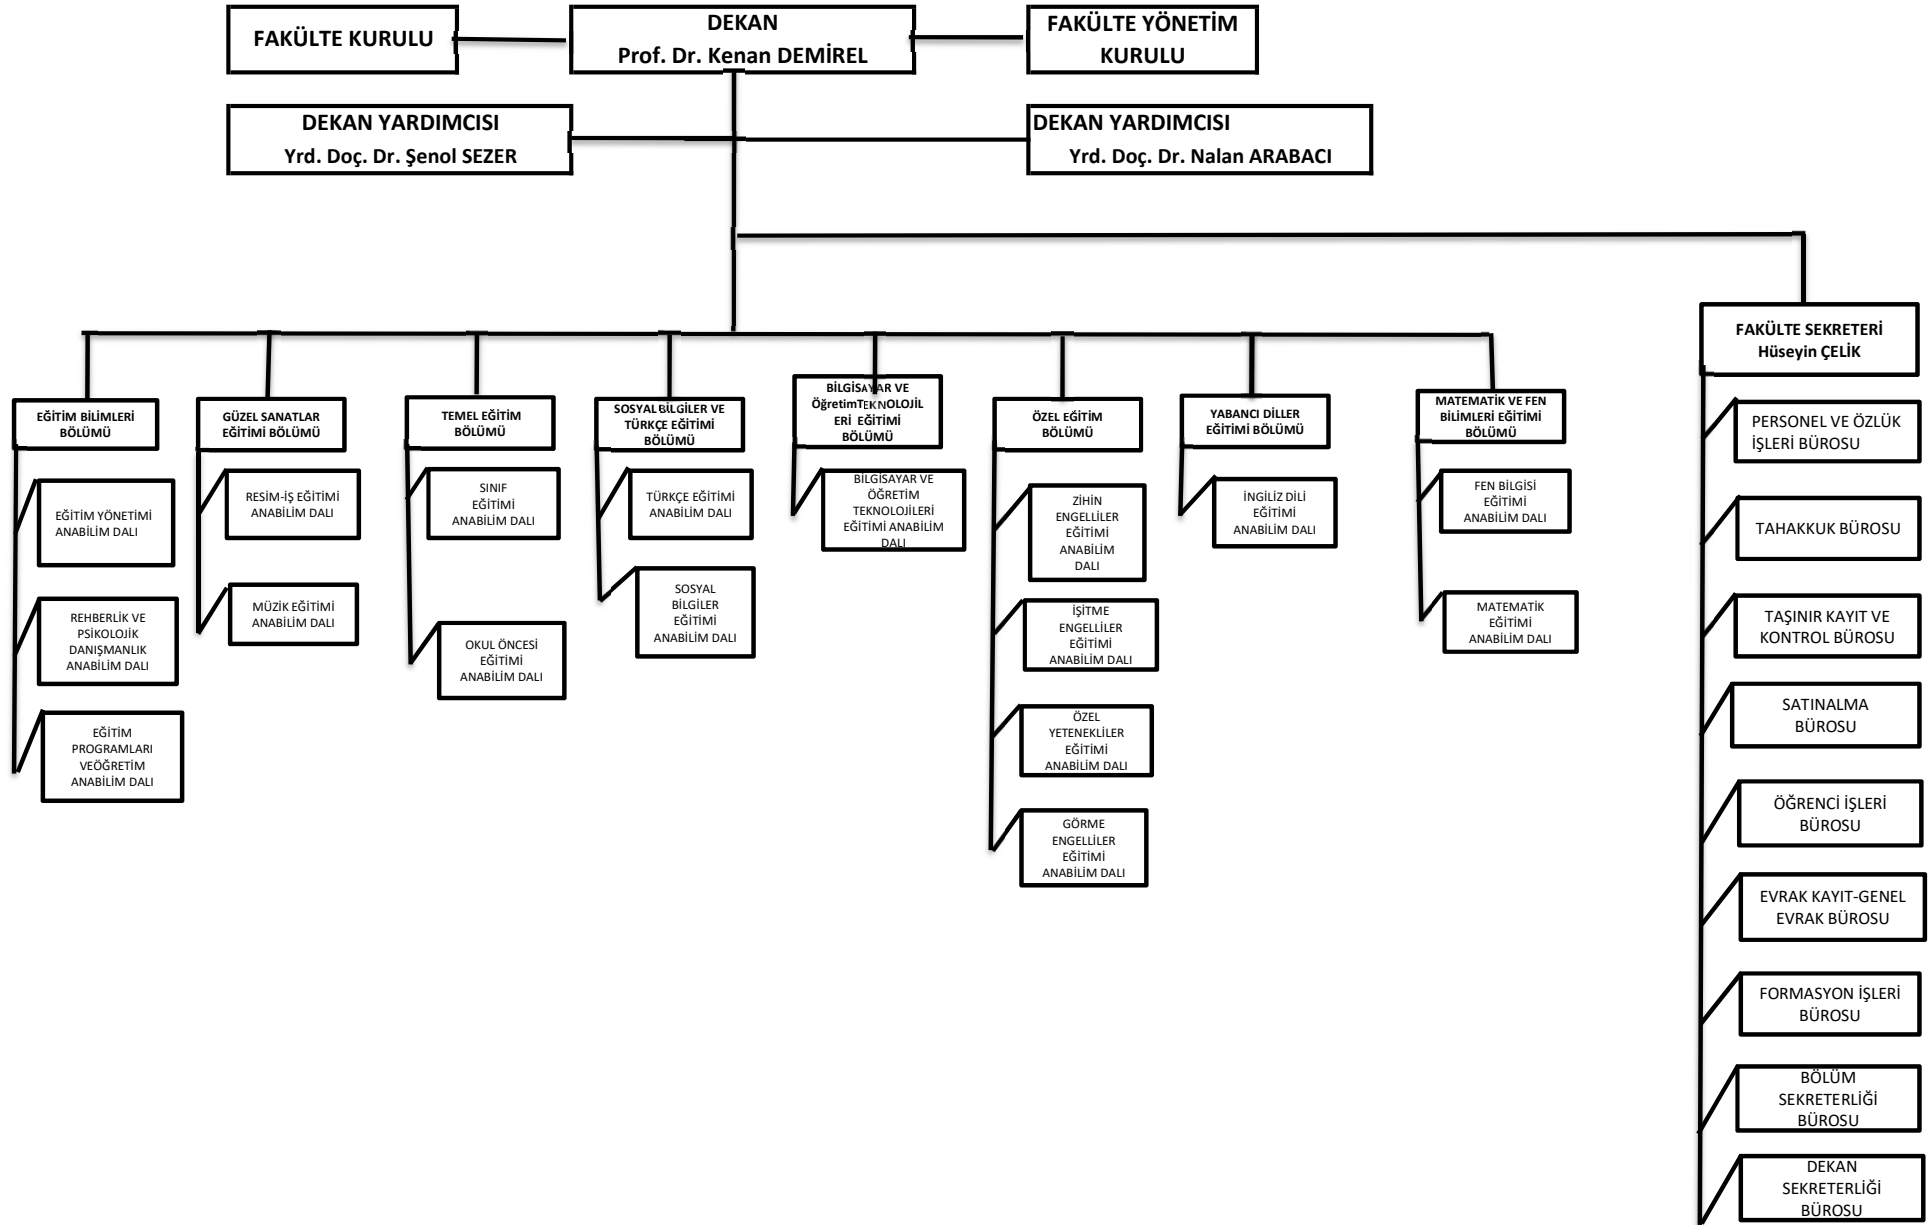 FAKÜLTE KURULU
DEKAN
Prof. Dr. Kenan DEMİREL
FAKÜLTE YÖNETİM
KURULU
DEKAN YARDIMCISI
Yrd. Doç. Dr. Şenol SEZER
DEKAN YARDIMCISI
Yrd. Doç. Dr. Nalan ARABACI
FAKÜLTE SEKRETERİ
Hüseyin ÇELİK
EĞİTİM BİLİMLERİ
BÖLÜMÜ
EĞİTİM YÖNETİMİ
ANABİLİM DALI
REHBERLİK VE
PSİKOLOJİK
DANIŞMANLIK
ANABİLİM DALI
EĞİTİM
PROGRAMLARI
VEÖĞRETİM
ANABİLİM DALI
GÜZEL SANATLAR
EĞİTİMİ BÖLÜMÜ
RESİM-İŞ EĞİTİMİ
ANABİLİM DALI
MÜZİK EĞİTİMİ
ANABİLİM DALI
TEMEL EĞİTİM
BÖLÜMÜ
SINIF
EĞİTİMİ
ANABİLİM DALI
OKUL ÖNCESİ
EĞİTİMİ
ANABİLİM DALI
SOSYAL BİLGİLER VE
TÜRKÇE EĞİTİMİ
BÖLÜMÜ
TÜRKÇE EĞİTİMİ
ANABİLİM DALI
SOSYAL
BİLGİLER
EĞİTİMİ
ANABİLİM DALI
BİLGİSAYAR VE
ÖğretimTEKNOLOJİL
ERİ EĞİTİMİ
BÖLÜMÜ
BİLGİSAYAR VE
ÖĞRETİM
TEKNOLOJİLERİ
EĞİTİMİ ANABİLİM
DALI
ÖZEL EĞİTİM
BÖLÜMÜ
ZİHİN
ENGELLİLER
EĞİTİMİ
ANABİLİM
DALI
İŞİTME
ENGELLİLER
EĞİTİMİ
ANABİLİM DALI
ÖZEL
YETENEKLİLER
EĞİTİMİ
ANABİLİM DALI
GÖRME
ENGELLİLER
EĞİTİMİ
ANABİLİM DALI
YABANCI DİLLER
EĞİTİMİ BÖLÜMÜ
İNGİLİZ DİLİ
EĞİTİMİ
ANABİLİM DALI
MATEMATİK VE FEN
BİLİMLERİ EĞİTİMİ
BÖLÜMÜ
FEN BİLGİSİ
EĞİTİMİ
ANABİLİM DALI
MATEMATİK
EĞİTİMİ
ANABİLİM DALI
PERSONEL VE ÖZLÜK
İŞLERİ BÜROSU
TAHAKKUK BÜROSU
TAŞINIR KAYIT VE
KONTROL BÜROSU
SATINALMA
BÜROSU
ÖĞRENCİ İŞLERİ
BÜROSU
EVRAK KAYIT-GENEL
EVRAK BÜROSU
FORMASYON İŞLERİ
BÜROSU
BÖLÜM
SEKRETERLİĞİ
BÜROSU
DEKAN
SEKRETERLİĞİ
BÜROSU